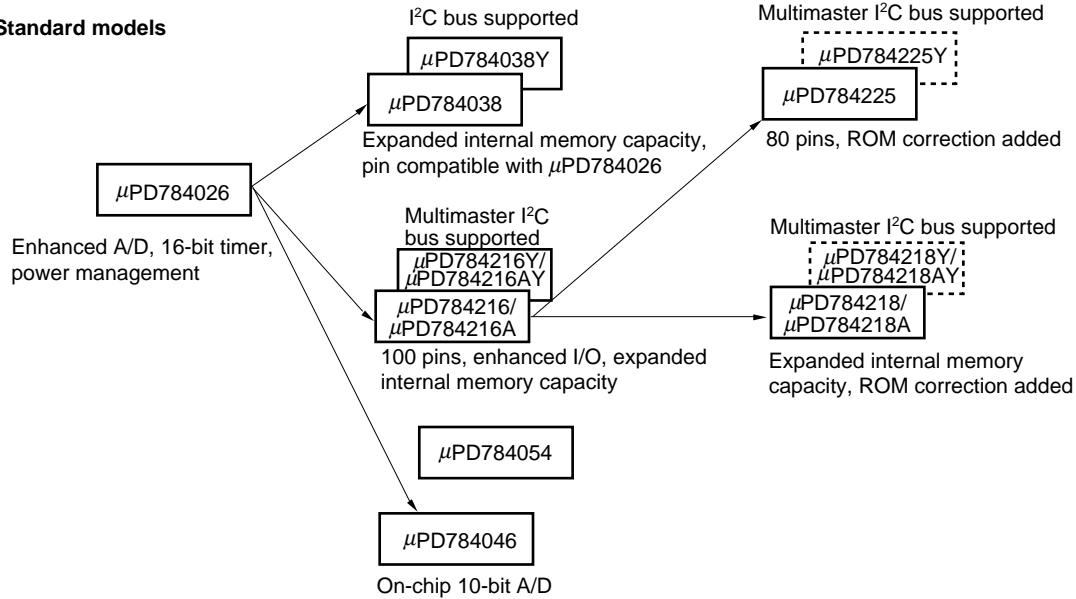 Standard models
I²C bus supported
μPD784038Y
μPD784038
Expanded internal memory capacity,
pin compatible with μPD784026
Multimaster I²C bus supported
μPD784225Y
μPD784225
80 pins, ROM correction added
μPD784026
Enhanced A/D, 16-bit timer,
power management
Multimaster I²C
bus supported
μPD784216Y/
μPD784216AY
μPD784216/
μPD784216A
100 pins, enhanced I/O, expanded
internal memory capacity
Multimaster I²C bus supported
μPD784218Y/
μPD784218AY
μPD784218/
μPD784218A
Expanded internal memory
capacity, ROM correction added
μPD784054
μPD784046
On-chip 10-bit A/D